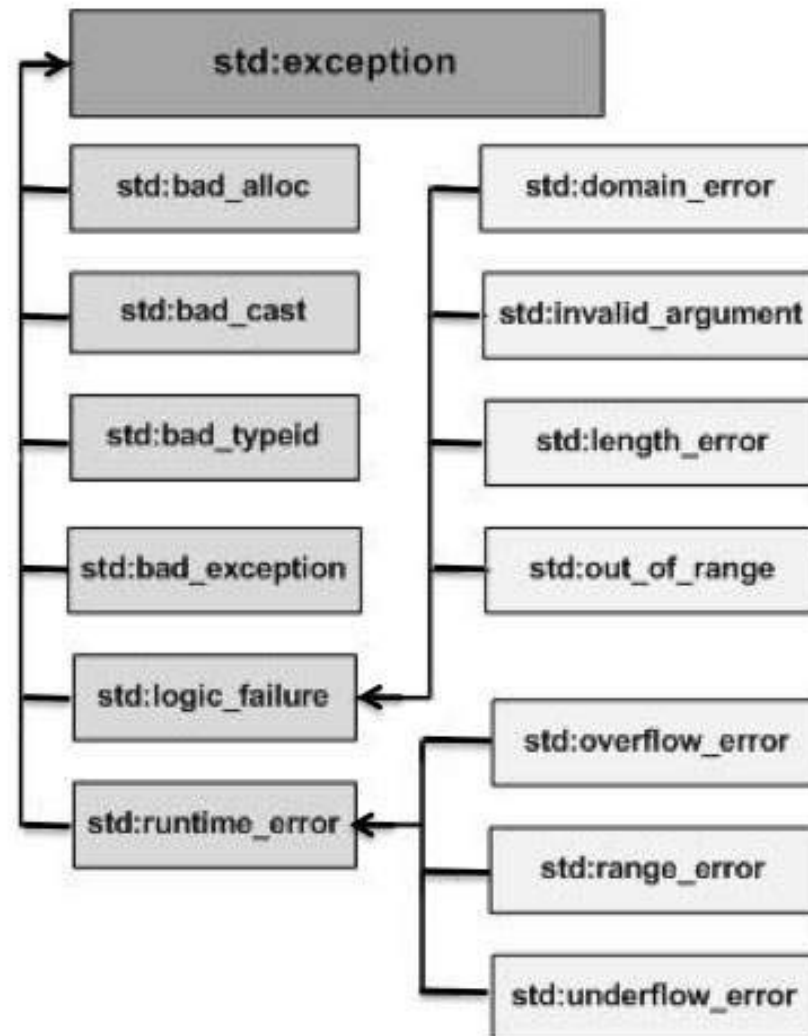 std:exception
std:bad_alloc
std:bad_cast
std:bad_typeid
std:bad_exception
std:logic_failure
std:runtime_error
std:domain_error
std:invalid_argument
std:length_error
std:out_of_range
std:overflow_error
std:range_error
std:underflow_error